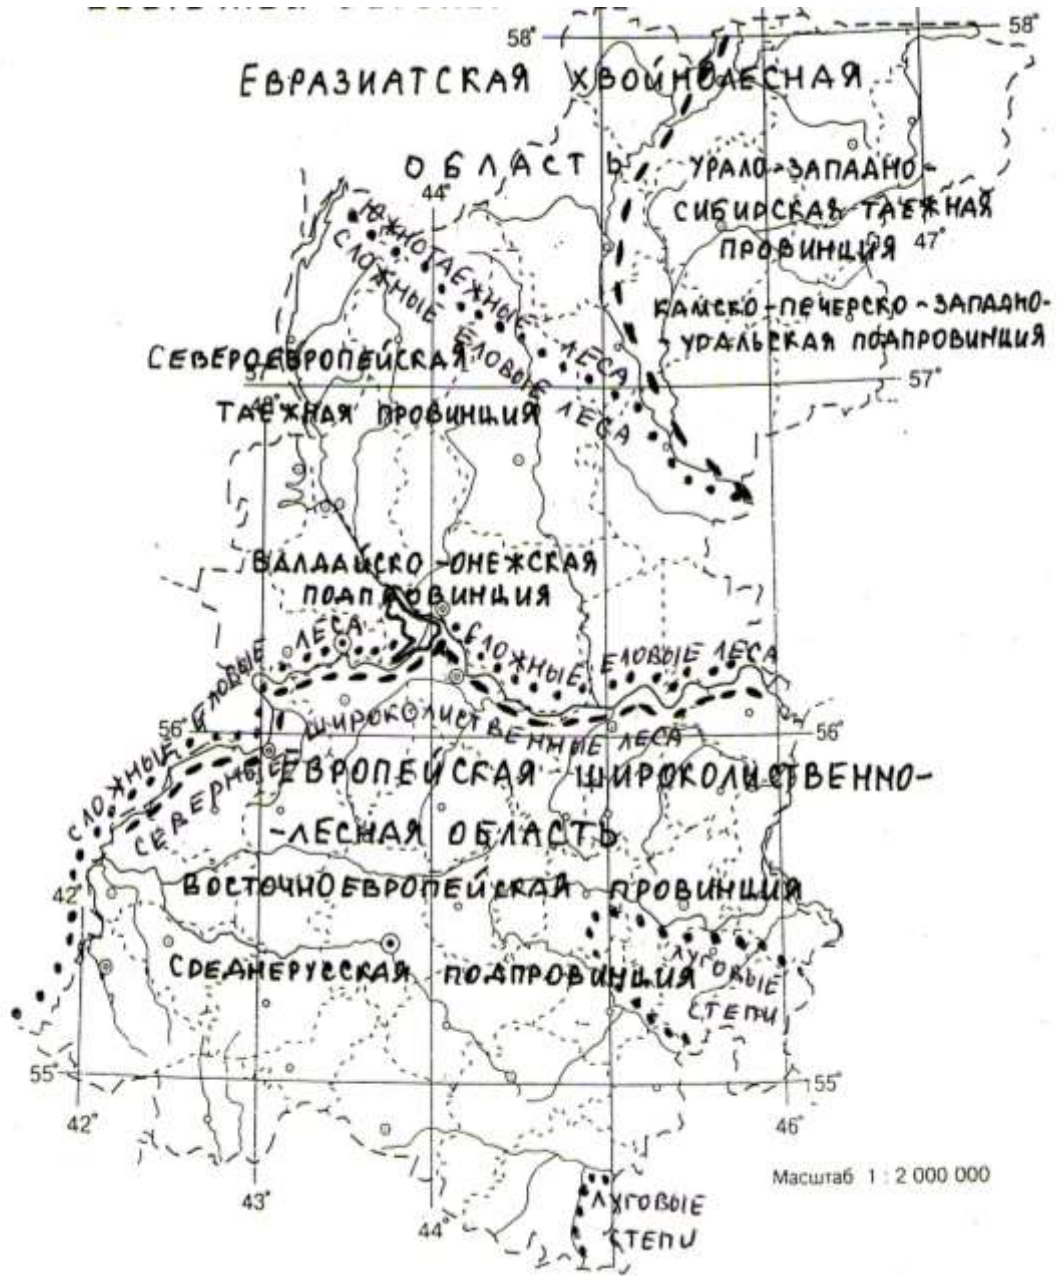 58° 58°
ЕВРАЗИАТСКАЯ ХВОЙНОЛЕСНАЯ
ОБЛАСТЬ
44°
УРАЛО-ЗАПАДНО-
СИБИРСКАЯ ТАЕЖНАЯ
ПРОВИНЦИЯ
47°
ЮЖНОТАЕЖНЫЕ ЛЕСА
СЛОЖНЫЕ ЕЛОВЫЕ ЛЕСА
КАМСКО-ПЕЧЕРСКО-ЗАПАДНО-
УРАЛЬСКАЯ ПОДПРОВИНЦИЯ
СЕВЕРОЕВРОПЕЙСКАЯ
57°
ТАЕЖНАЯ ПРОВИНЦИЯ
ВАЛДАЙСКО-ОНЕЖСКАЯ
ПОДПРОВИНЦИЯ
СЛОЖНЫЕ ЕЛОВЫЕ ЛЕСА
СЛОЖНЫЕ ЕЛОВЫЕ ЛЕСА
56° 56°
СЕВЕРНЫЕ ШИРОКОЛИСТВЕННЫЕ ЛЕСА
ЕВРОПЕЙСКАЯ ШИРОКОЛИСТВЕННО-
-ЛЕСНАЯ ОБЛАСТЬ
ВОСТОЧНОЕВРОПЕЙСКАЯ ПРОВИНЦИЯ
42°
СРЕДНЕРУССКАЯ ПОДПРОВИНЦИЯ
ЛУГОВЫЕ
СТЕПИ
55° 55°
42° 46°
Масштаб 1 : 2 000 000
43° 44°
ЛУГОВЫЕ
СТЕПИ